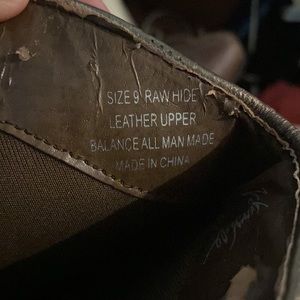 SIZE 9 RAW HIDE
LEATHER UPPER
BALANCE ALL MAN MADE
MADE IN CHINA